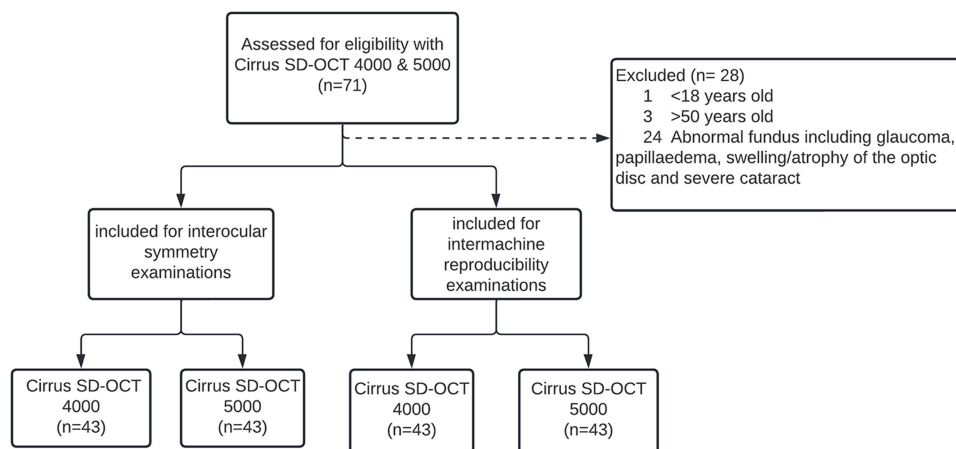 Assessed for eligibility with
Cirrus SD-OCT 4000 & 5000
(n=71)
Excluded (n= 28)
1 <18 years old
3 >50 years old
24 Abnormal fundus including glaucoma,
papillaedema, swelling/atrophy of the optic
disc and severe cataract
included for interocular
symmetry
examinations
included for
intermachine
reproducibility
examinations
Cirrus SD-OCT
4000
(n=43)
Cirrus SD-OCT
5000
(n=43)
Cirrus SD-OCT
4000
(n=43)
Cirrus SD-OCT
5000
(n=43)